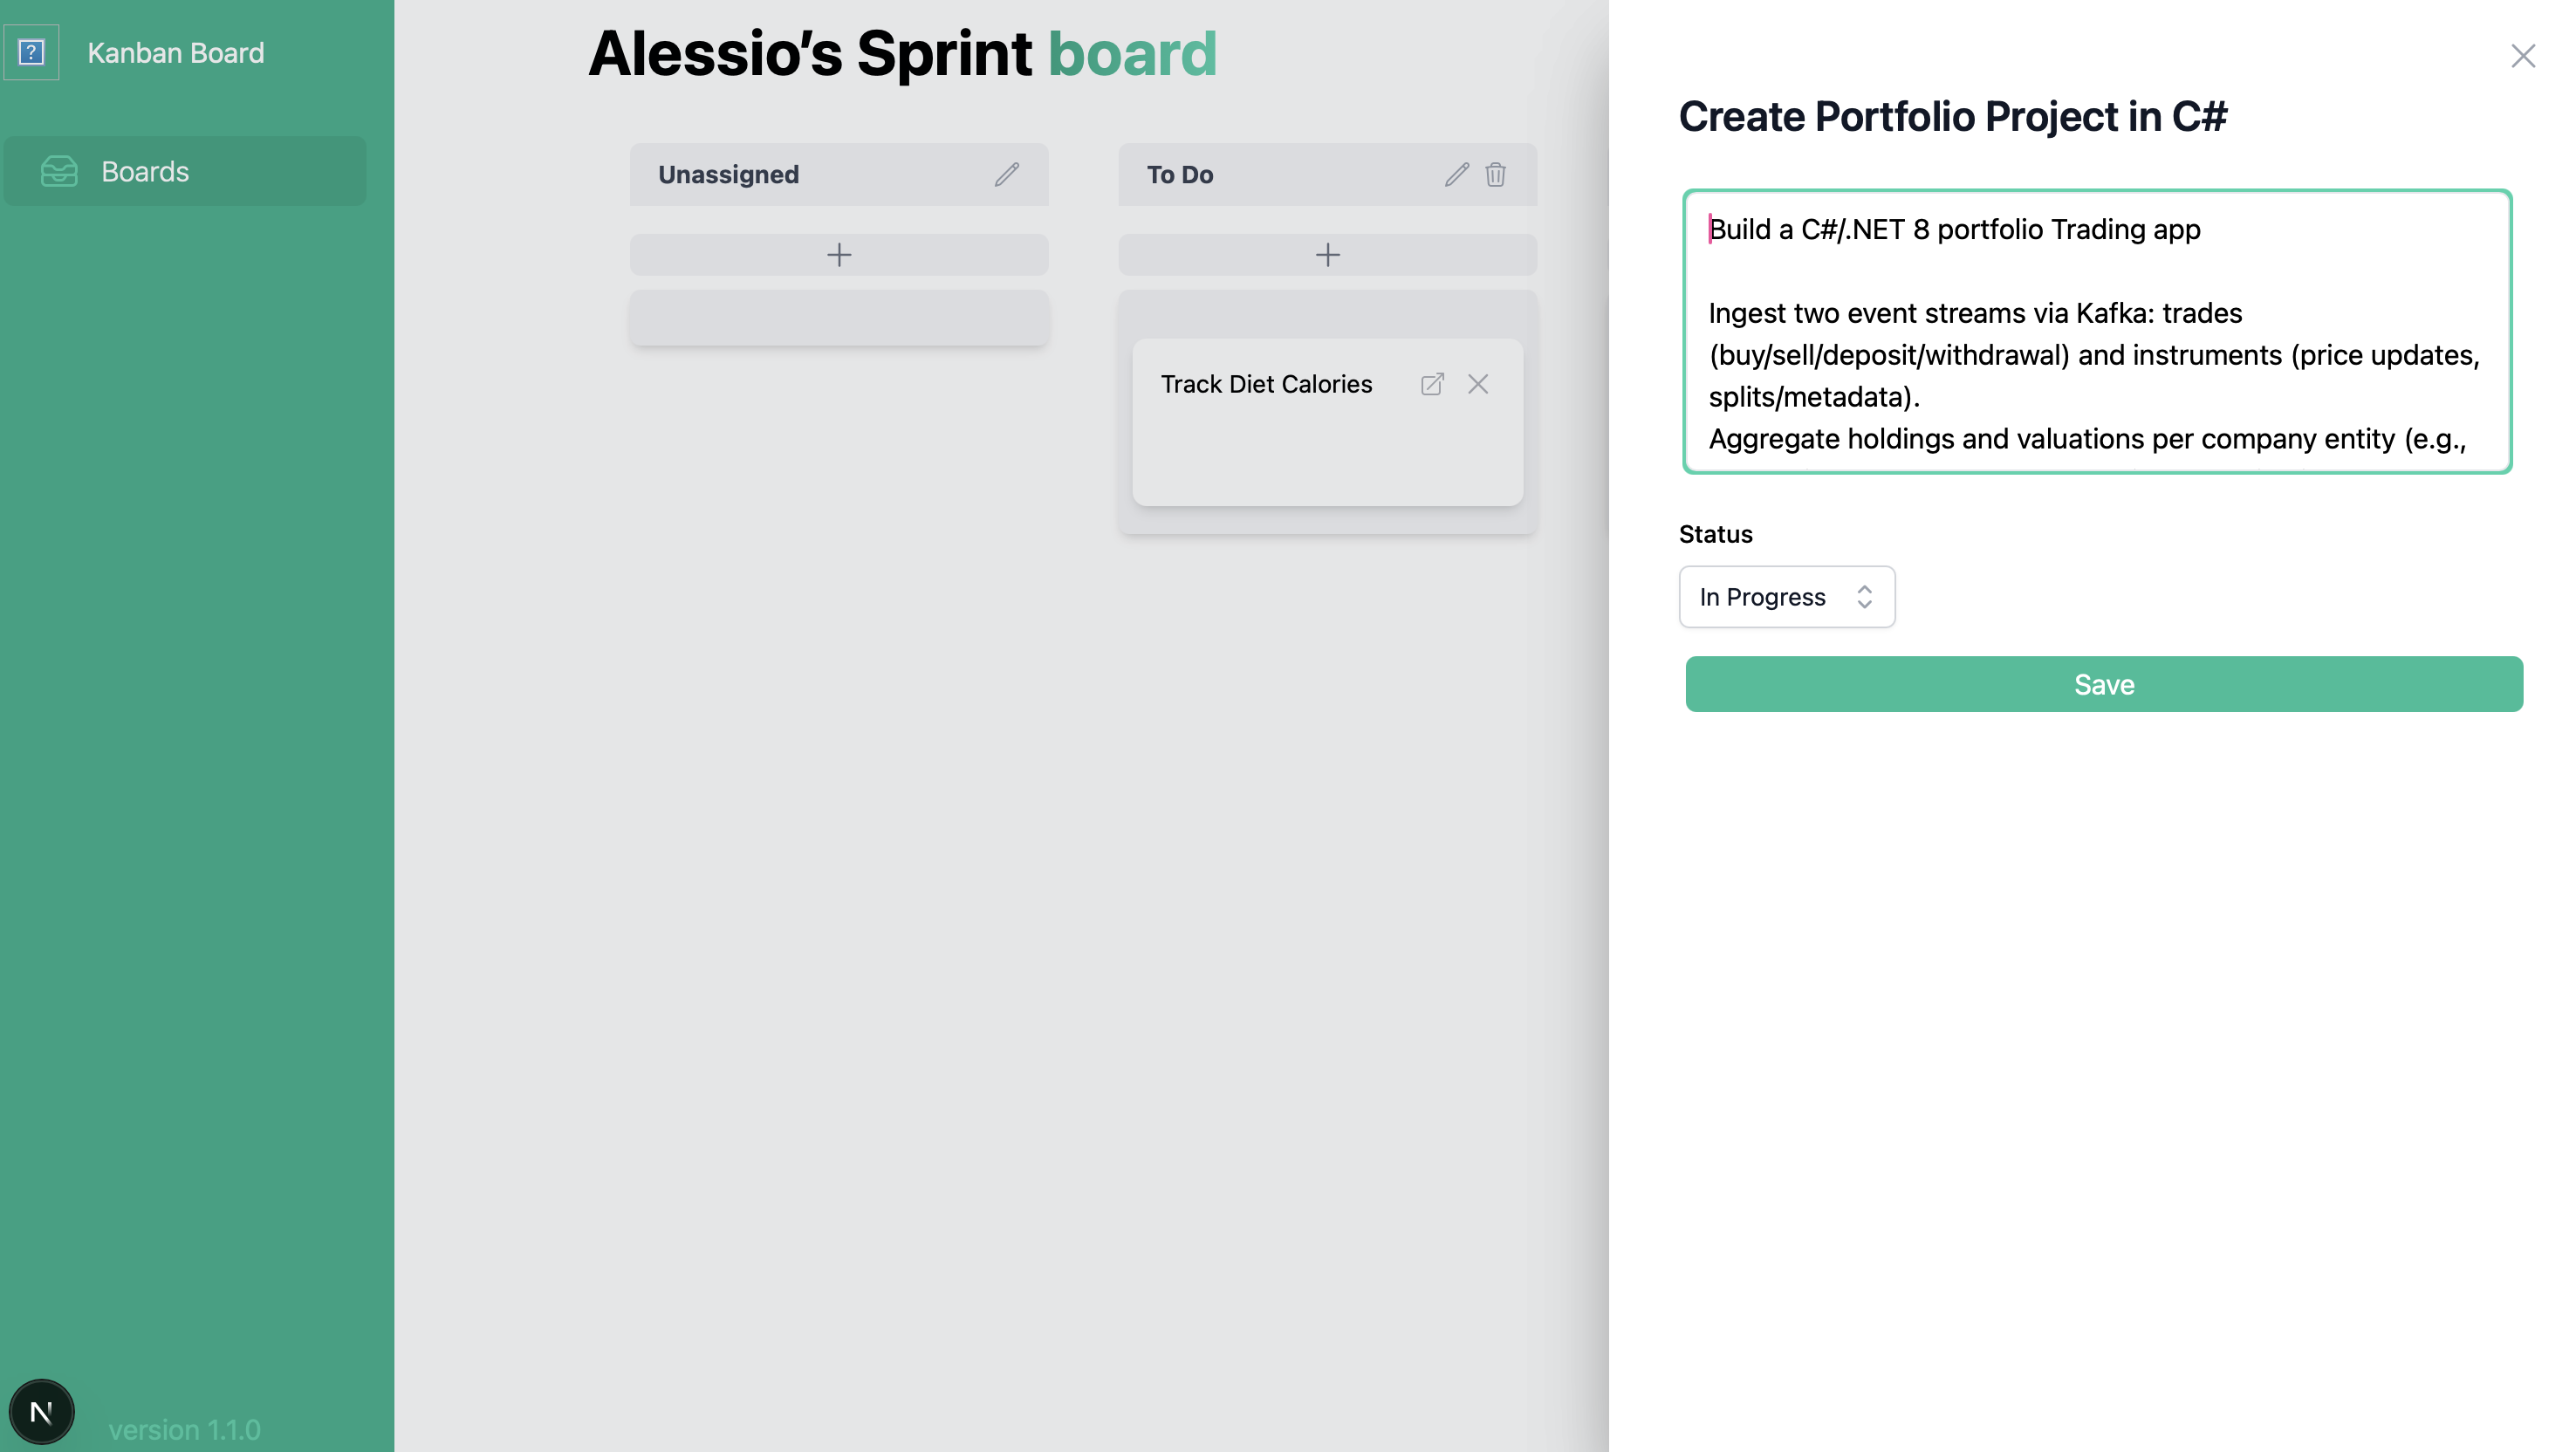 Kanban Board
Boards
version 1.1.0
N
Alessio’s Sprint board
Unassigned
To Do
Track Diet Calories
Create Portfolio Project in C#
Build a C#/.NET 8 portfolio Trading app
Ingest two event streams via Kafka: trades
(buy/sell/deposit/withdrawal) and instruments (price updates,
splits/metadata).
Aggregate holdings and valuations per company entity (e.g.,
Status
In Progress
Save